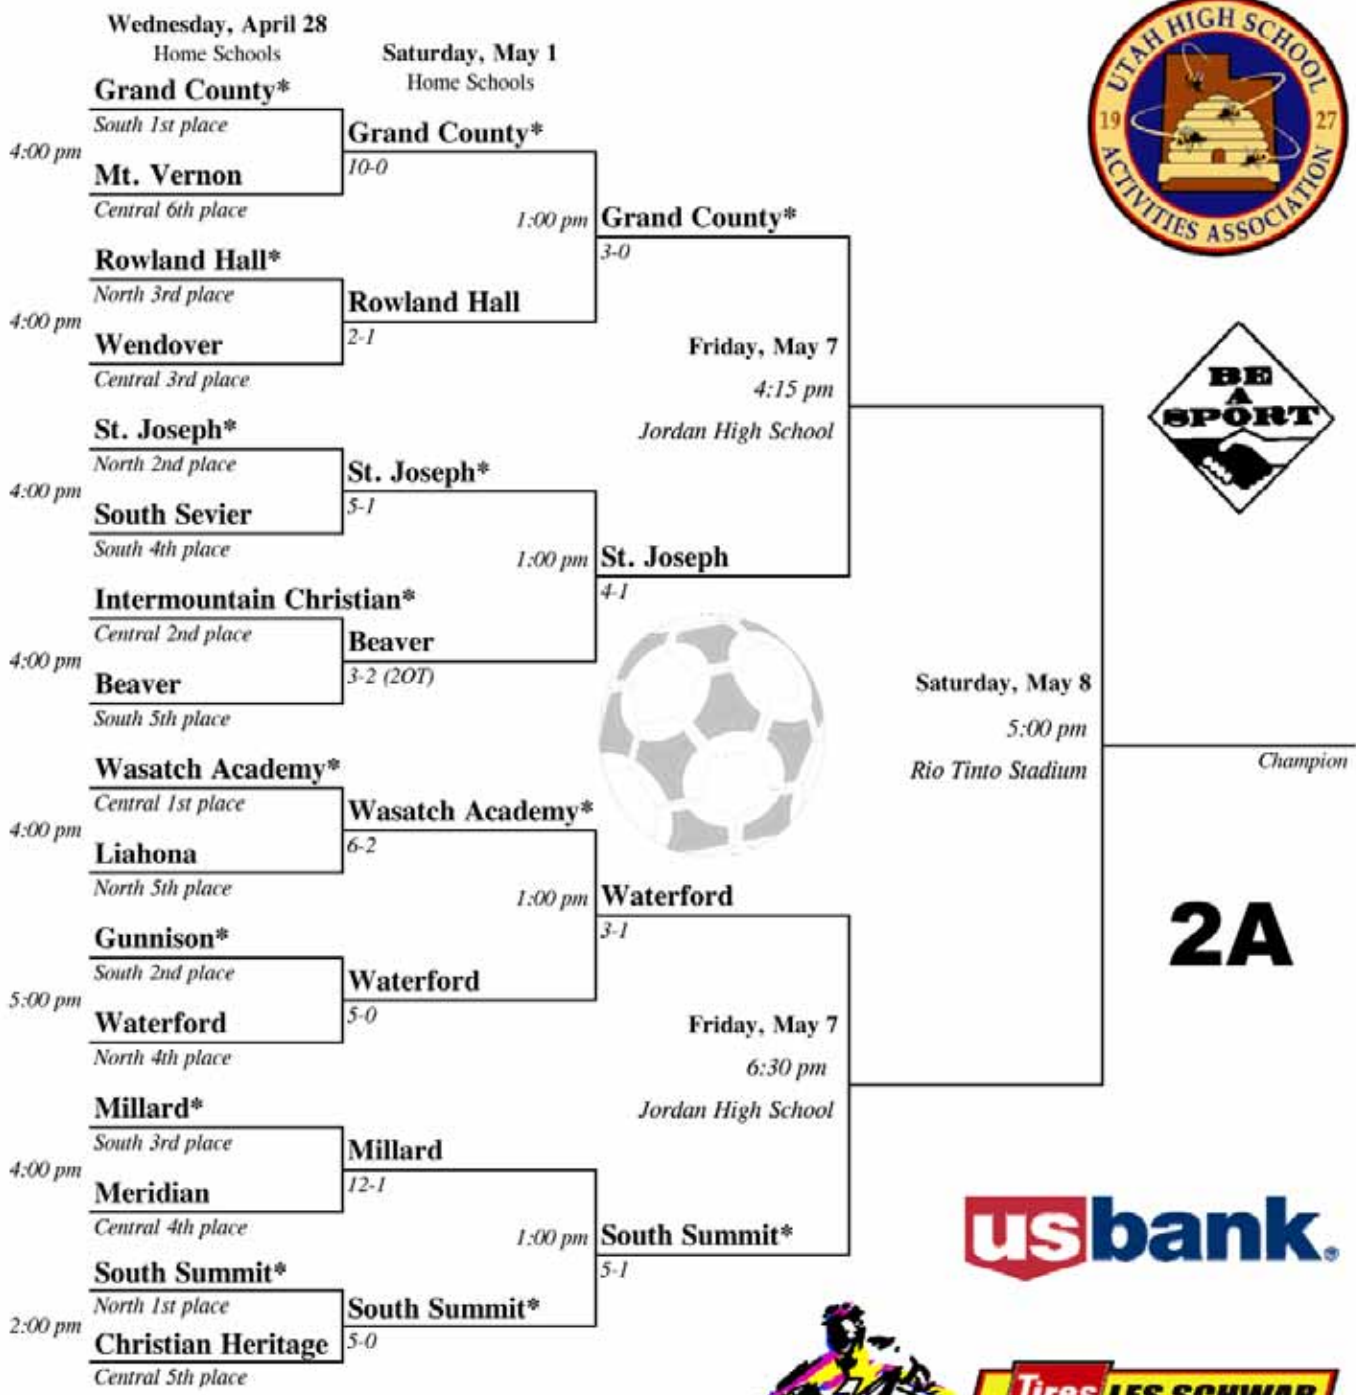 Wednesday, April 28
Home Schools
Saturday, May 1
Home Schools
Grand County*
South 1st place
4:00 pm
Mt. Vernon
Central 6th place
Grand County*
10-0
Rowland Hall*
North 3rd place
4:00 pm
Wendover
Central 3rd place
Rowland Hall
2-1
1:00 pm
Grand County*
3-0
St. Joseph*
North 2nd place
4:00 pm
South Sevier
South 4th place
St. Joseph*
5-1
Intermountain Christian*
Central 2nd place
4:00 pm
Beaver
South 5th place
Beaver
3-2 (2OT)
1:00 pm
St. Joseph
4-1
Friday, May 7
4:15 pm
Jordan High School
Wasatch Academy*
Central 1st place
4:00 pm
Liahona
North 5th place
Wasatch Academy*
6-2
Gunnison*
South 2nd place
5:00 pm
Waterford
North 4th place
Waterford
5-0
1:00 pm
Waterford
3-1
Millard*
South 3rd place
4:00 pm
Meridian
Central 4th place
Millard
12-1
South Summit*
North 1st place
2:00 pm
Christian Heritage
Central 5th place
South Summit*
5-0
1:00 pm
South Summit*
5-1
Friday, May 7
6:30 pm
Jordan High School
Saturday, May 8
5:00 pm
Rio Tinto Stadium
Champion
UTAH HIGH SCHOOL
19 27
ACTIVITIES ASSOCIATION
BE
A
SPORT
2A
usbank®
Tires LES SCHWAB